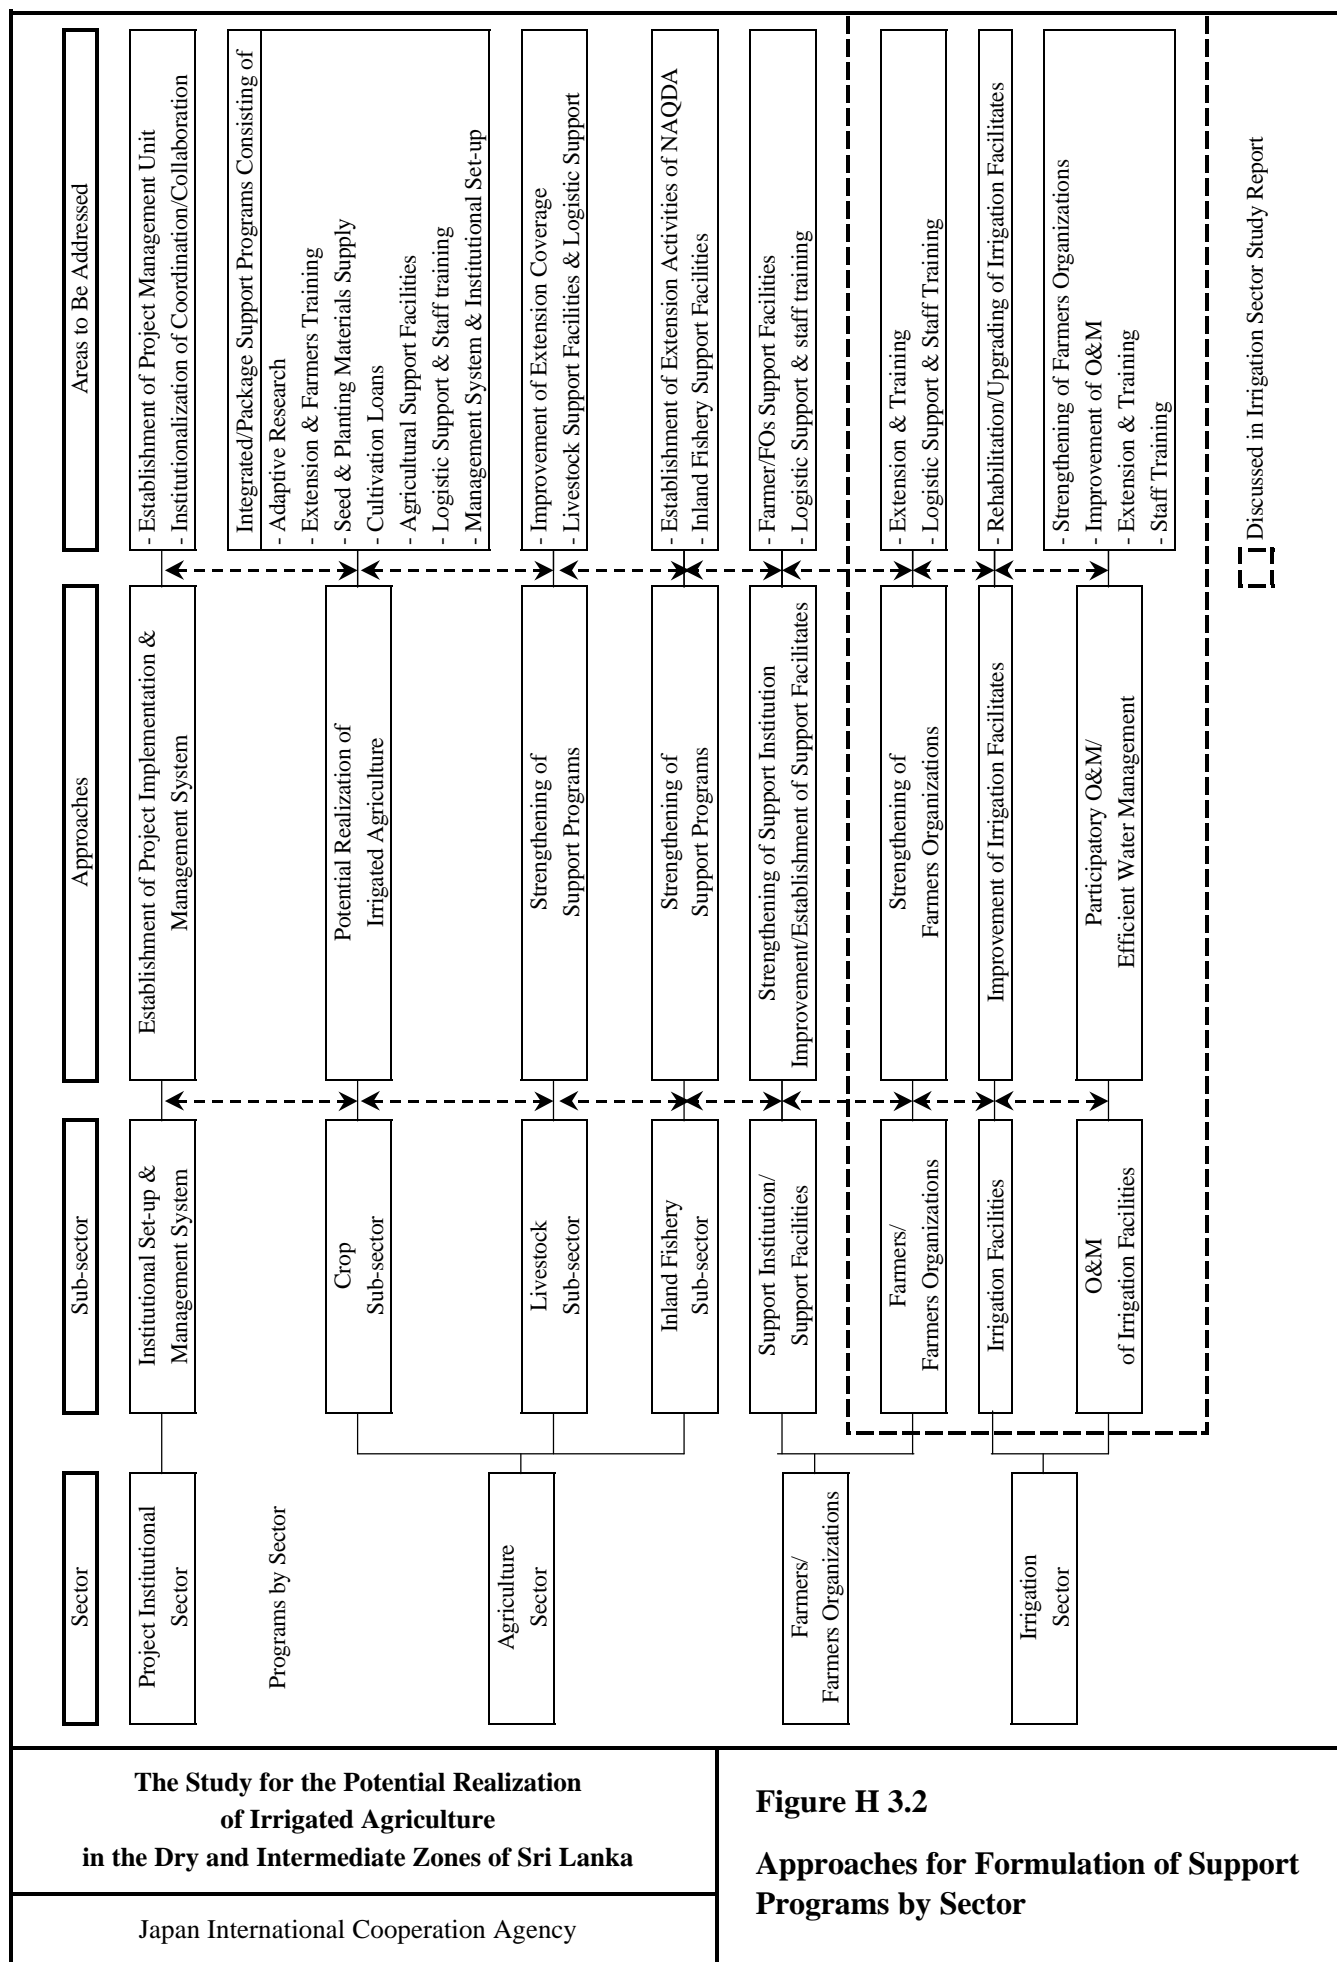 Sector
Sub-sector
Approaches
Areas to Be Addressed
Project Institutional
Sector
Institutional Set-up &
Management System
Establishment of Project Implementation &
Management System
- Establishment of Project Management Unit
- Institutionalization of Coordination/Collaboration
Programs by Sector
Agriculture
Sector
Crop
Sub-sector
Potential Realization of
Irrigated Agriculture
Integrated/Package Support Programs Consisting of
- Adaptive Research
- Extension & Farmers Training
- Seed & Planting Materials Supply
- Cultivation Loans
- Agricultural Support Facilities
- Logistic Support & Staff training
- Management System & Institutional Set-up
Livestock
Sub-sector
Strengthening of
Support Programs
- Improvement of Extension Coverage
- Livestock Support Facilities & Logistic Support
Inland Fishery
Sub-sector
Strengthening of
Support Programs
- Establishment of Extension Activities of NAQDA
- Inland Fishery Support Facilities
Farmers/
Farmers Organizations
Support Institution/
Support Facilities
Strengthening of Support Institution
Improvement/Establishment of Support Facilitates
- Farmer/FOs Support Facilities
- Logistic Support & staff training
Farmers/
Farmers Organizations
Strengthening of
Farmers Organizations
- Extension & Training
- Logistic Support & Staff Training
Irrigation
Sector
Irrigation Facilities
Improvement of Irrigation Facilitates
- Rehabilitation/Upgrading of Irrigation Facilitates
O&M
of Irrigation Facilities
Participatory O&M/
Efficient Water Management
- Strengthening of Farmers Organizations
- Improvement of O&M
- Extension & Training
- Staff Training
Discussed in Irrigation Sector Study Report
The Study for the Potential Realization
of Irrigated Agriculture
in the Dry and Intermediate Zones of Sri Lanka
Japan International Cooperation Agency
Figure H 3.2
Approaches for Formulation of Support
Programs by Sector